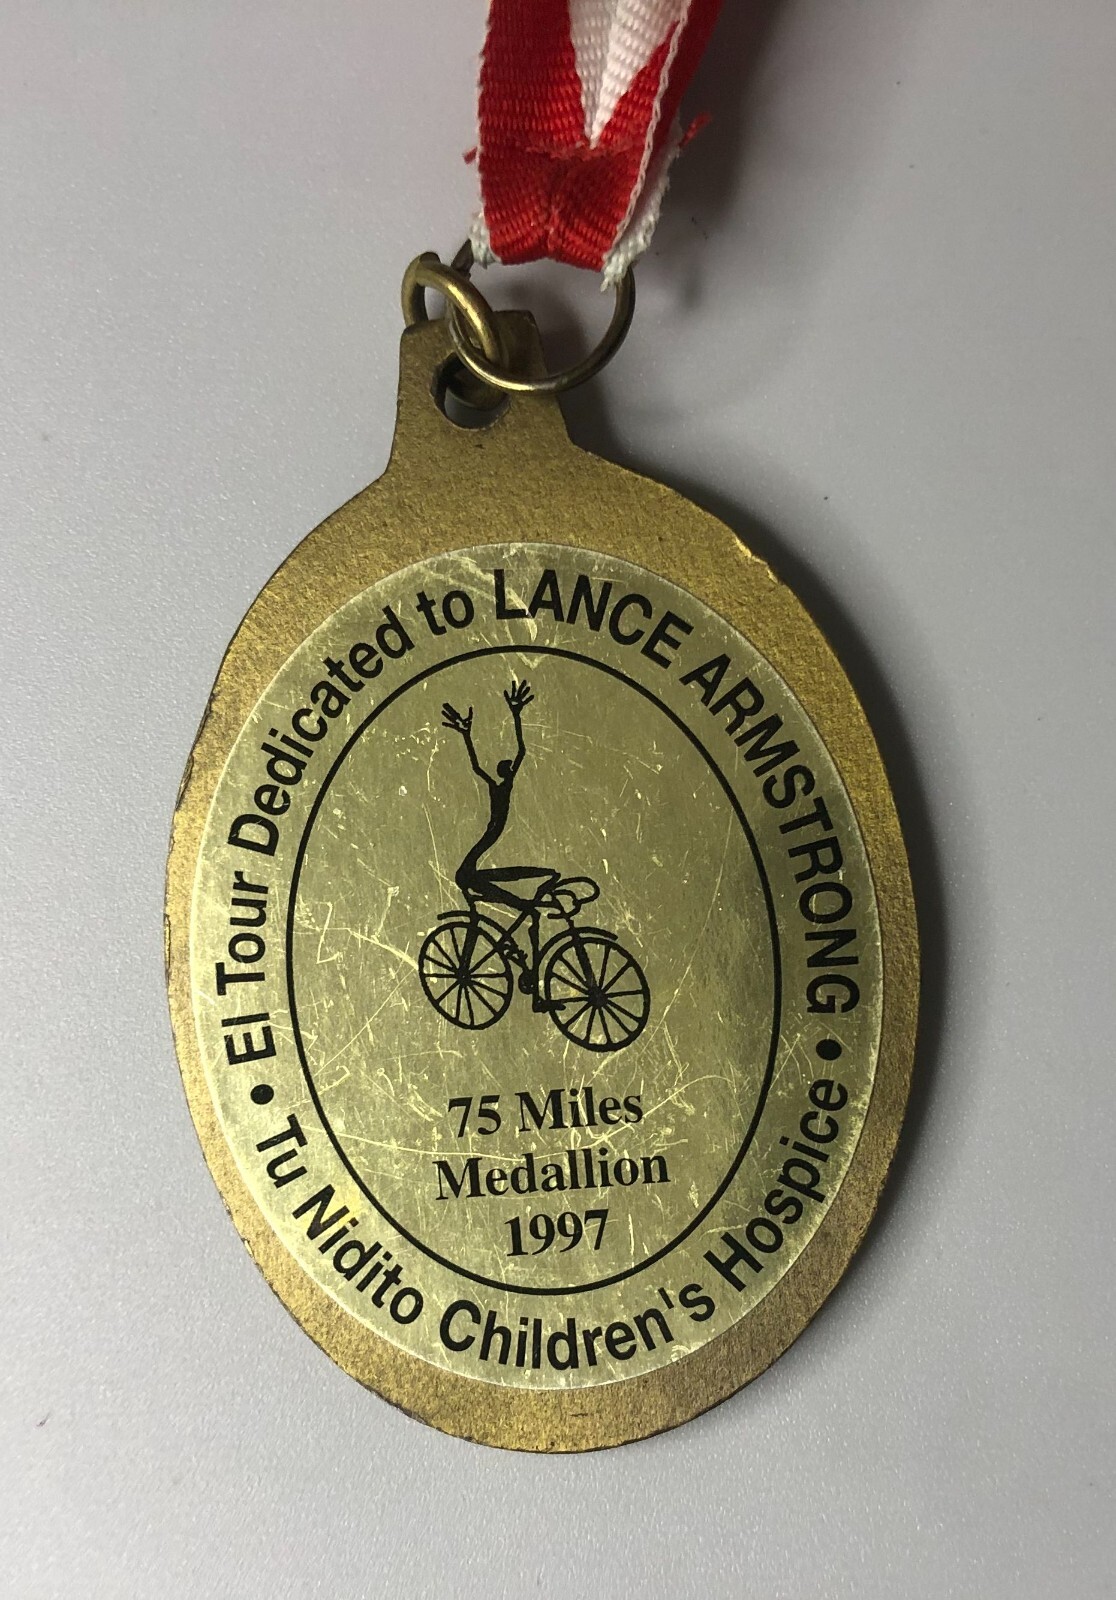 • El Tour Dedicated to LANCE ARMSTRONG •
Tu Nidito Children's Hospice
75 Miles
Medallion
1997